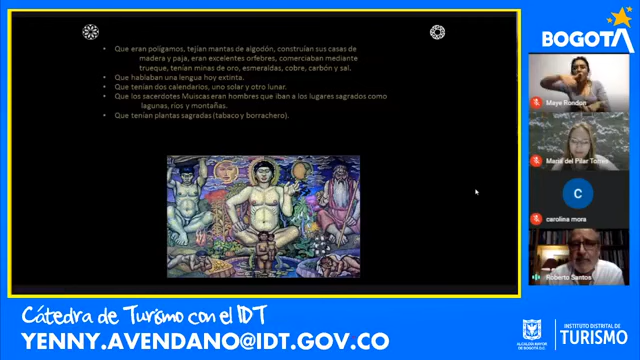 • Que eran polígamos, tejían mantas de algodón, construían sus casas de
madera y paja, eran excelentes orfebres, comerciaban mediante
trueque, tenían minas de oro, esmeraldas, cobre, carbón y sal.
• Que hablaban una lengua hoy extinta.
• Que tenían dos calendarios, uno solar y otro lunar.
• Que los sacerdotes Muiscas eran hombres que iban a los lugares sagrados como
lagunas, ríos y montañas.
• Que tenían plantas sagradas (tabaco y borrachero).
BOGOTÁ
Maye Rondon
María del Pilar Torres
C
carolina mora
Roberto Santos
Cátedra de Turismo con el IDT
YENNY.AVENDANO@IDT.GOV.CO
ALCALDÍA MAYOR
DE BOGOTÁ D.C.
INSTITUTO DISTRITAL DE
TURISMO